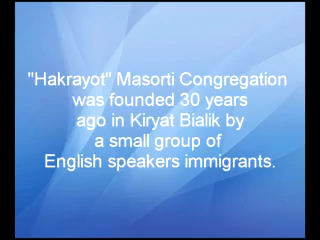 "Hakrayot" Masorti Congregation
was founded 30 years
ago in Kiryat Bialik by
a small group of
English speakers immigrants.